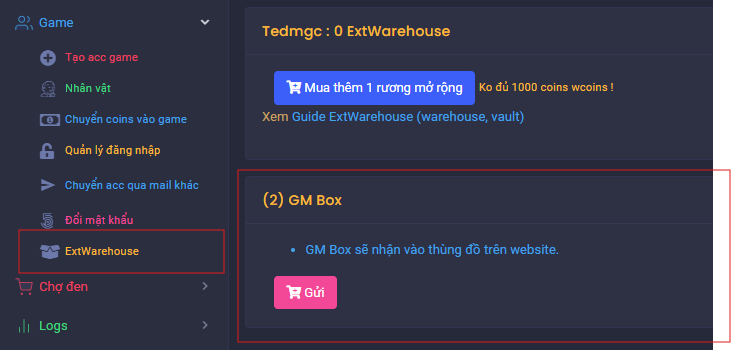 Game
Tạo acc game
Nhân vật
Chuyển coins vào game
Quản lý đăng nhập
Chuyển acc qua mail khác
Đổi mật khẩu
ExtWarehouse
Chợ đen
Logs
Tedmgc : 0 ExtWarehouse
Mua thêm 1 rương mở rộng Ko đủ 1000 coins wcoins !
Xem Guide ExtWarehouse (warehouse, vault)
(2) GM Box
GM Box sẽ nhận vào thùng đồ trên website.
Gửi